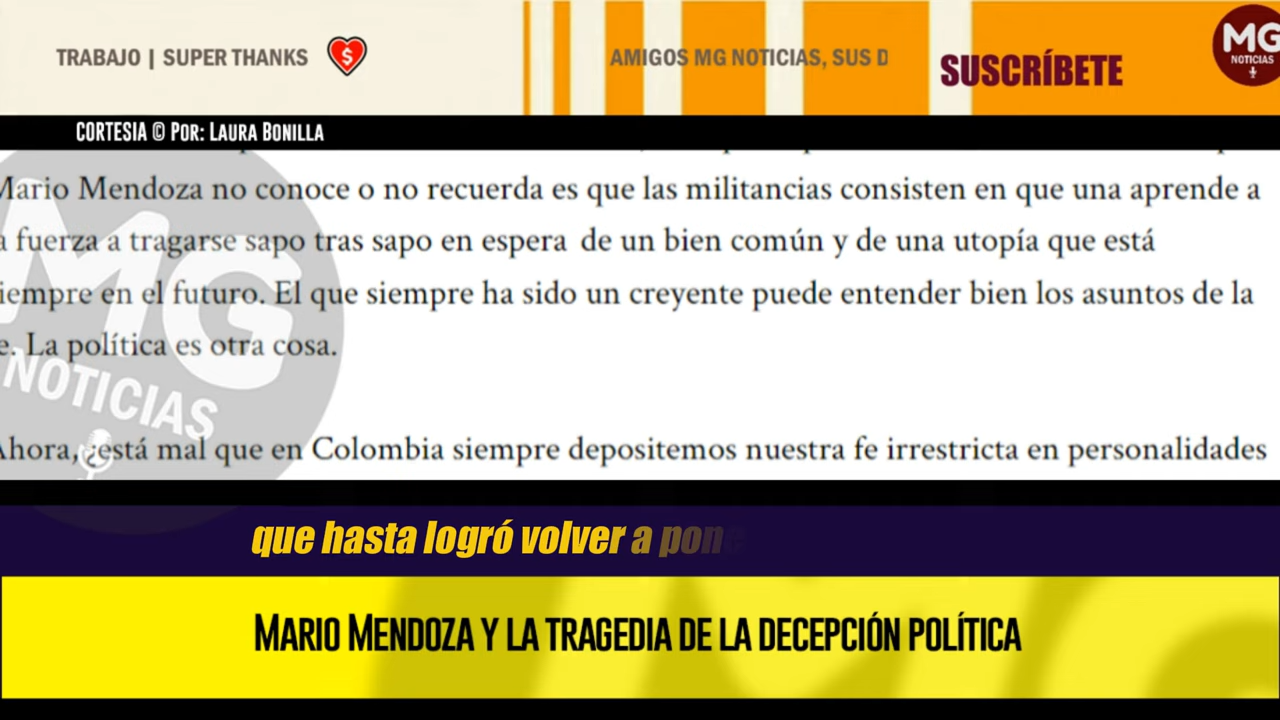 TRABAJO | SUPER THANKS
AMIGOS MG NOTICIAS, SUS D
SUSCRÍBETE
MG
NOTICIAS
CORTESIA © Por: Laura Bonilla
Mario Mendoza no conoce o no recuerda es que las militancias consisten en que una aprende a
a fuerza a tragarse sapo tras sapo en espera de un bien común y de una utopía que está
iempre en el futuro. El que siempre ha sido un creyente puede entender bien los asuntos de la
e. La política es otra cosa.
MG
NOTICIAS
Ahora, ¿está mal que en Colombia siempre depositemos nuestra fe irrestricta en personalidades
que hasta logró volver a pone
Mario Mendoza y la tragedia de la decepción política